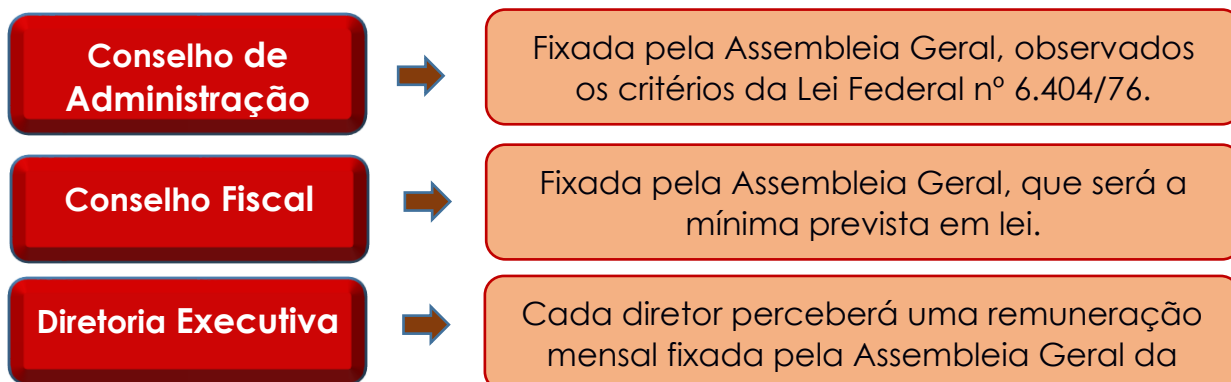 Conselho de
Administração
Fixada pela Assembleia Geral, observados
os critérios da Lei Federal nº 6.404/76.
Conselho Fiscal
Fixada pela Assembleia Geral, que será a
mínima prevista em lei.
Diretoria Executiva
Cada diretor perceberá uma remuneração
mensal fixada pela Assembleia Geral da